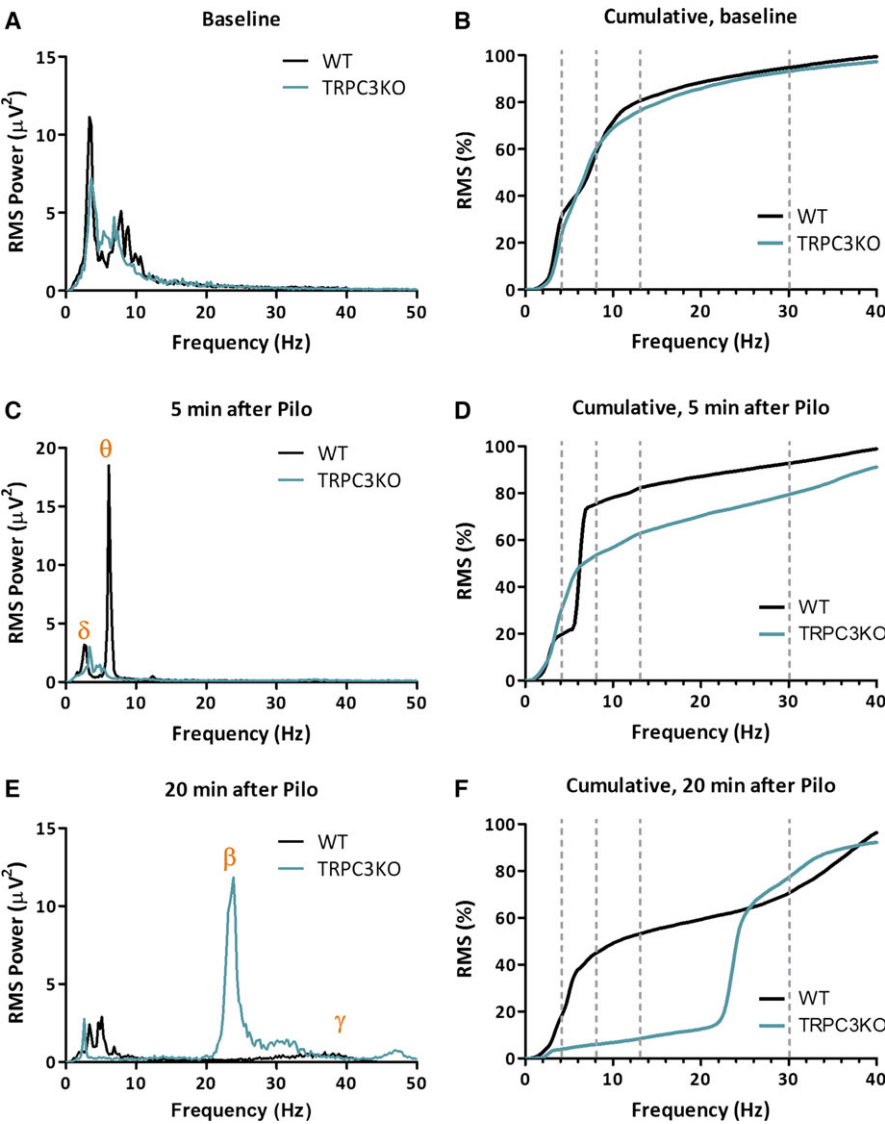 A
Baseline
15
10
5
0
RMS Power (μV²)
WT
TRPC3KO
0 10 20 30 40 50
Frequency (Hz)
B
Cumulative, baseline
100
80
60
40
20
0
RMS (%)
WT
TRPC3KO
0 10 20 30 40
Frequency (Hz)
C
5 min after Pilo
20
15
10
5
0
RMS Power (μV²)
θ
δ
WT
TRPC3KO
0 10 20 30 40 50
Frequency (Hz)
D
Cumulative, 5 min after Pilo
100
80
60
40
20
0
RMS (%)
WT
TRPC3KO
0 10 20 30 40
Frequency (Hz)
E
20 min after Pilo
15
10
5
0
RMS Power (μV²)
β
γ
WT
TRPC3KO
0 10 20 30 40 50
Frequency (Hz)
F
Cumulative, 20 min after Pilo
100
80
60
40
20
0
RMS (%)
WT
TRPC3KO
0 10 20 30 40
Frequency (Hz)